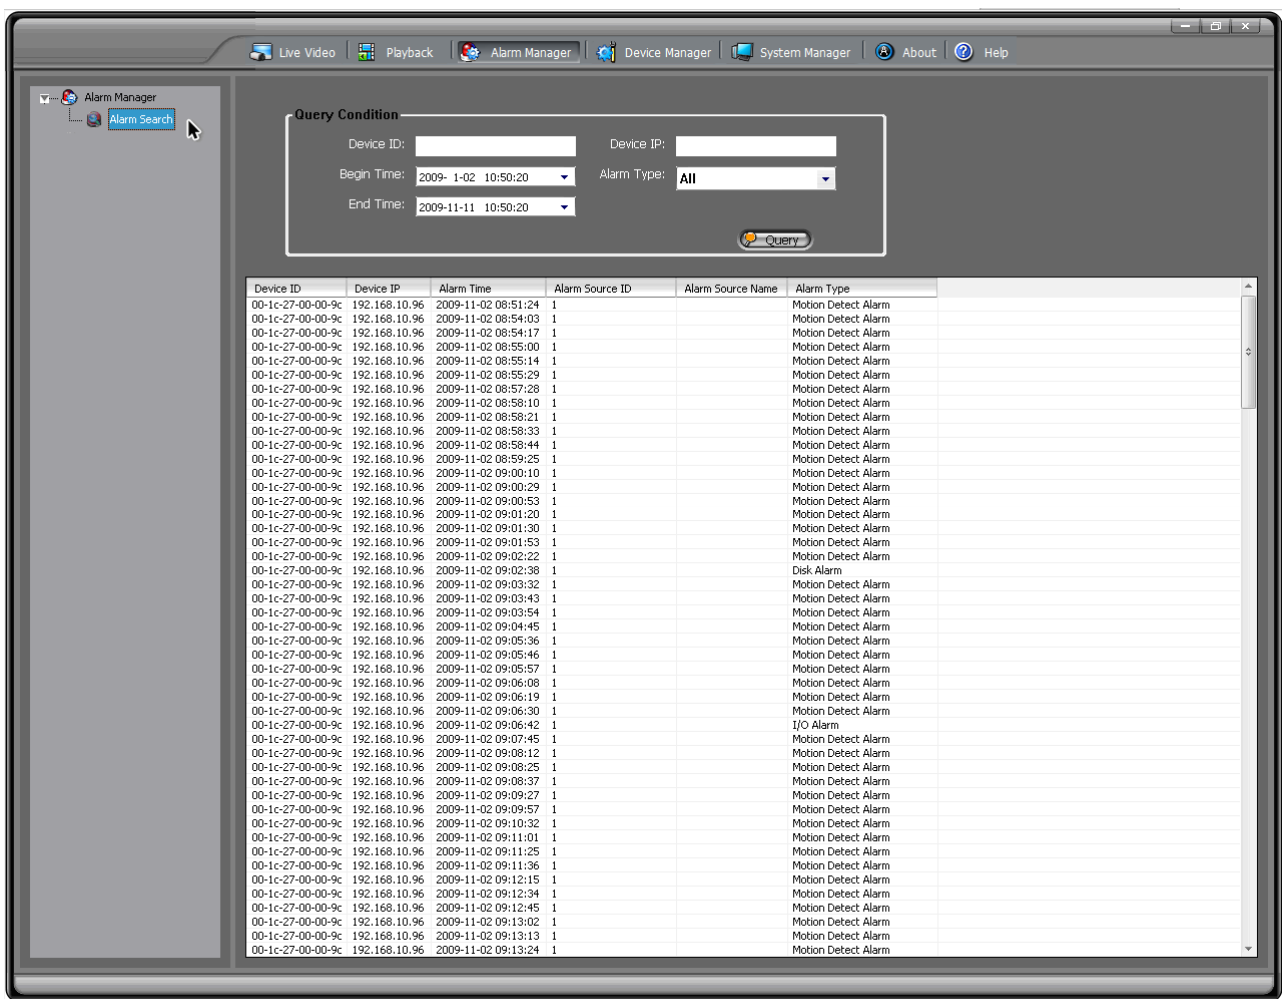 Live Video Playback Alarm Manager Device Manager System Manager About Help
Alarm Manager
Alarm Search
Query Condition
Device ID: Device IP:
Begin Time: 2009- 1-02 10:50:20 Alarm Type: All
End Time: 2009-11-11 10:50:20
Query
Device ID Device IP Alarm Time Alarm Source ID Alarm Source Name Alarm Type
00-1c-27-00-00-9c 192.168.10.96 2009-11-02 08:51:24 1 Motion Detect Alarm
00-1c-27-00-00-9c 192.168.10.96 2009-11-02 08:54:03 1 Motion Detect Alarm
00-1c-27-00-00-9c 192.168.10.96 2009-11-02 08:54:17 1 Motion Detect Alarm
00-1c-27-00-00-9c 192.168.10.96 2009-11-02 08:55:00 1 Motion Detect Alarm
00-1c-27-00-00-9c 192.168.10.96 2009-11-02 08:55:14 1 Motion Detect Alarm
00-1c-27-00-00-9c 192.168.10.96 2009-11-02 08:55:29 1 Motion Detect Alarm
00-1c-27-00-00-9c 192.168.10.96 2009-11-02 08:57:28 1 Motion Detect Alarm
00-1c-27-00-00-9c 192.168.10.96 2009-11-02 08:58:10 1 Motion Detect Alarm
00-1c-27-00-00-9c 192.168.10.96 2009-11-02 08:58:21 1 Motion Detect Alarm
00-1c-27-00-00-9c 192.168.10.96 2009-11-02 08:58:33 1 Motion Detect Alarm
00-1c-27-00-00-9c 192.168.10.96 2009-11-02 08:58:44 1 Motion Detect Alarm
00-1c-27-00-00-9c 192.168.10.96 2009-11-02 08:59:25 1 Motion Detect Alarm
00-1c-27-00-00-9c 192.168.10.96 2009-11-02 09:00:10 1 Motion Detect Alarm
00-1c-27-00-00-9c 192.168.10.96 2009-11-02 09:00:29 1 Motion Detect Alarm
00-1c-27-00-00-9c 192.168.10.96 2009-11-02 09:00:53 1 Motion Detect Alarm
00-1c-27-00-00-9c 192.168.10.96 2009-11-02 09:01:20 1 Motion Detect Alarm
00-1c-27-00-00-9c 192.168.10.96 2009-11-02 09:01:30 1 Motion Detect Alarm
00-1c-27-00-00-9c 192.168.10.96 2009-11-02 09:01:53 1 Motion Detect Alarm
00-1c-27-00-00-9c 192.168.10.96 2009-11-02 09:02:22 1 Motion Detect Alarm
00-1c-27-00-00-9c 192.168.10.96 2009-11-02 09:02:38 1 Disk Alarm
00-1c-27-00-00-9c 192.168.10.96 2009-11-02 09:03:32 1 Motion Detect Alarm
00-1c-27-00-00-9c 192.168.10.96 2009-11-02 09:03:43 1 Motion Detect Alarm
00-1c-27-00-00-9c 192.168.10.96 2009-11-02 09:03:54 1 Motion Detect Alarm
00-1c-27-00-00-9c 192.168.10.96 2009-11-02 09:04:45 1 Motion Detect Alarm
00-1c-27-00-00-9c 192.168.10.96 2009-11-02 09:05:36 1 Motion Detect Alarm
00-1c-27-00-00-9c 192.168.10.96 2009-11-02 09:05:46 1 Motion Detect Alarm
00-1c-27-00-00-9c 192.168.10.96 2009-11-02 09:05:57 1 Motion Detect Alarm
00-1c-27-00-00-9c 192.168.10.96 2009-11-02 09:06:08 1 Motion Detect Alarm
00-1c-27-00-00-9c 192.168.10.96 2009-11-02 09:06:19 1 Motion Detect Alarm
00-1c-27-00-00-9c 192.168.10.96 2009-11-02 09:06:30 1 Motion Detect Alarm
00-1c-27-00-00-9c 192.168.10.96 2009-11-02 09:06:42 1 I/O Alarm
00-1c-27-00-00-9c 192.168.10.96 2009-11-02 09:07:45 1 Motion Detect Alarm
00-1c-27-00-00-9c 192.168.10.96 2009-11-02 09:08:12 1 Motion Detect Alarm
00-1c-27-00-00-9c 192.168.10.96 2009-11-02 09:08:25 1 Motion Detect Alarm
00-1c-27-00-00-9c 192.168.10.96 2009-11-02 09:08:37 1 Motion Detect Alarm
00-1c-27-00-00-9c 192.168.10.96 2009-11-02 09:09:27 1 Motion Detect Alarm
00-1c-27-00-00-9c 192.168.10.96 2009-11-02 09:09:57 1 Motion Detect Alarm
00-1c-27-00-00-9c 192.168.10.96 2009-11-02 09:10:32 1 Motion Detect Alarm
00-1c-27-00-00-9c 192.168.10.96 2009-11-02 09:11:01 1 Motion Detect Alarm
00-1c-27-00-00-9c 192.168.10.96 2009-11-02 09:11:25 1 Motion Detect Alarm
00-1c-27-00-00-9c 192.168.10.96 2009-11-02 09:11:36 1 Motion Detect Alarm
00-1c-27-00-00-9c 192.168.10.96 2009-11-02 09:12:15 1 Motion Detect Alarm
00-1c-27-00-00-9c 192.168.10.96 2009-11-02 09:12:34 1 Motion Detect Alarm
00-1c-27-00-00-9c 192.168.10.96 2009-11-02 09:12:45 1 Motion Detect Alarm
00-1c-27-00-00-9c 192.168.10.96 2009-11-02 09:13:02 1 Motion Detect Alarm
00-1c-27-00-00-9c 192.168.10.96 2009-11-02 09:13:13 1 Motion Detect Alarm
00-1c-27-00-00-9c 192.168.10.96 2009-11-02 09:13:24 1 Motion Detect Alarm